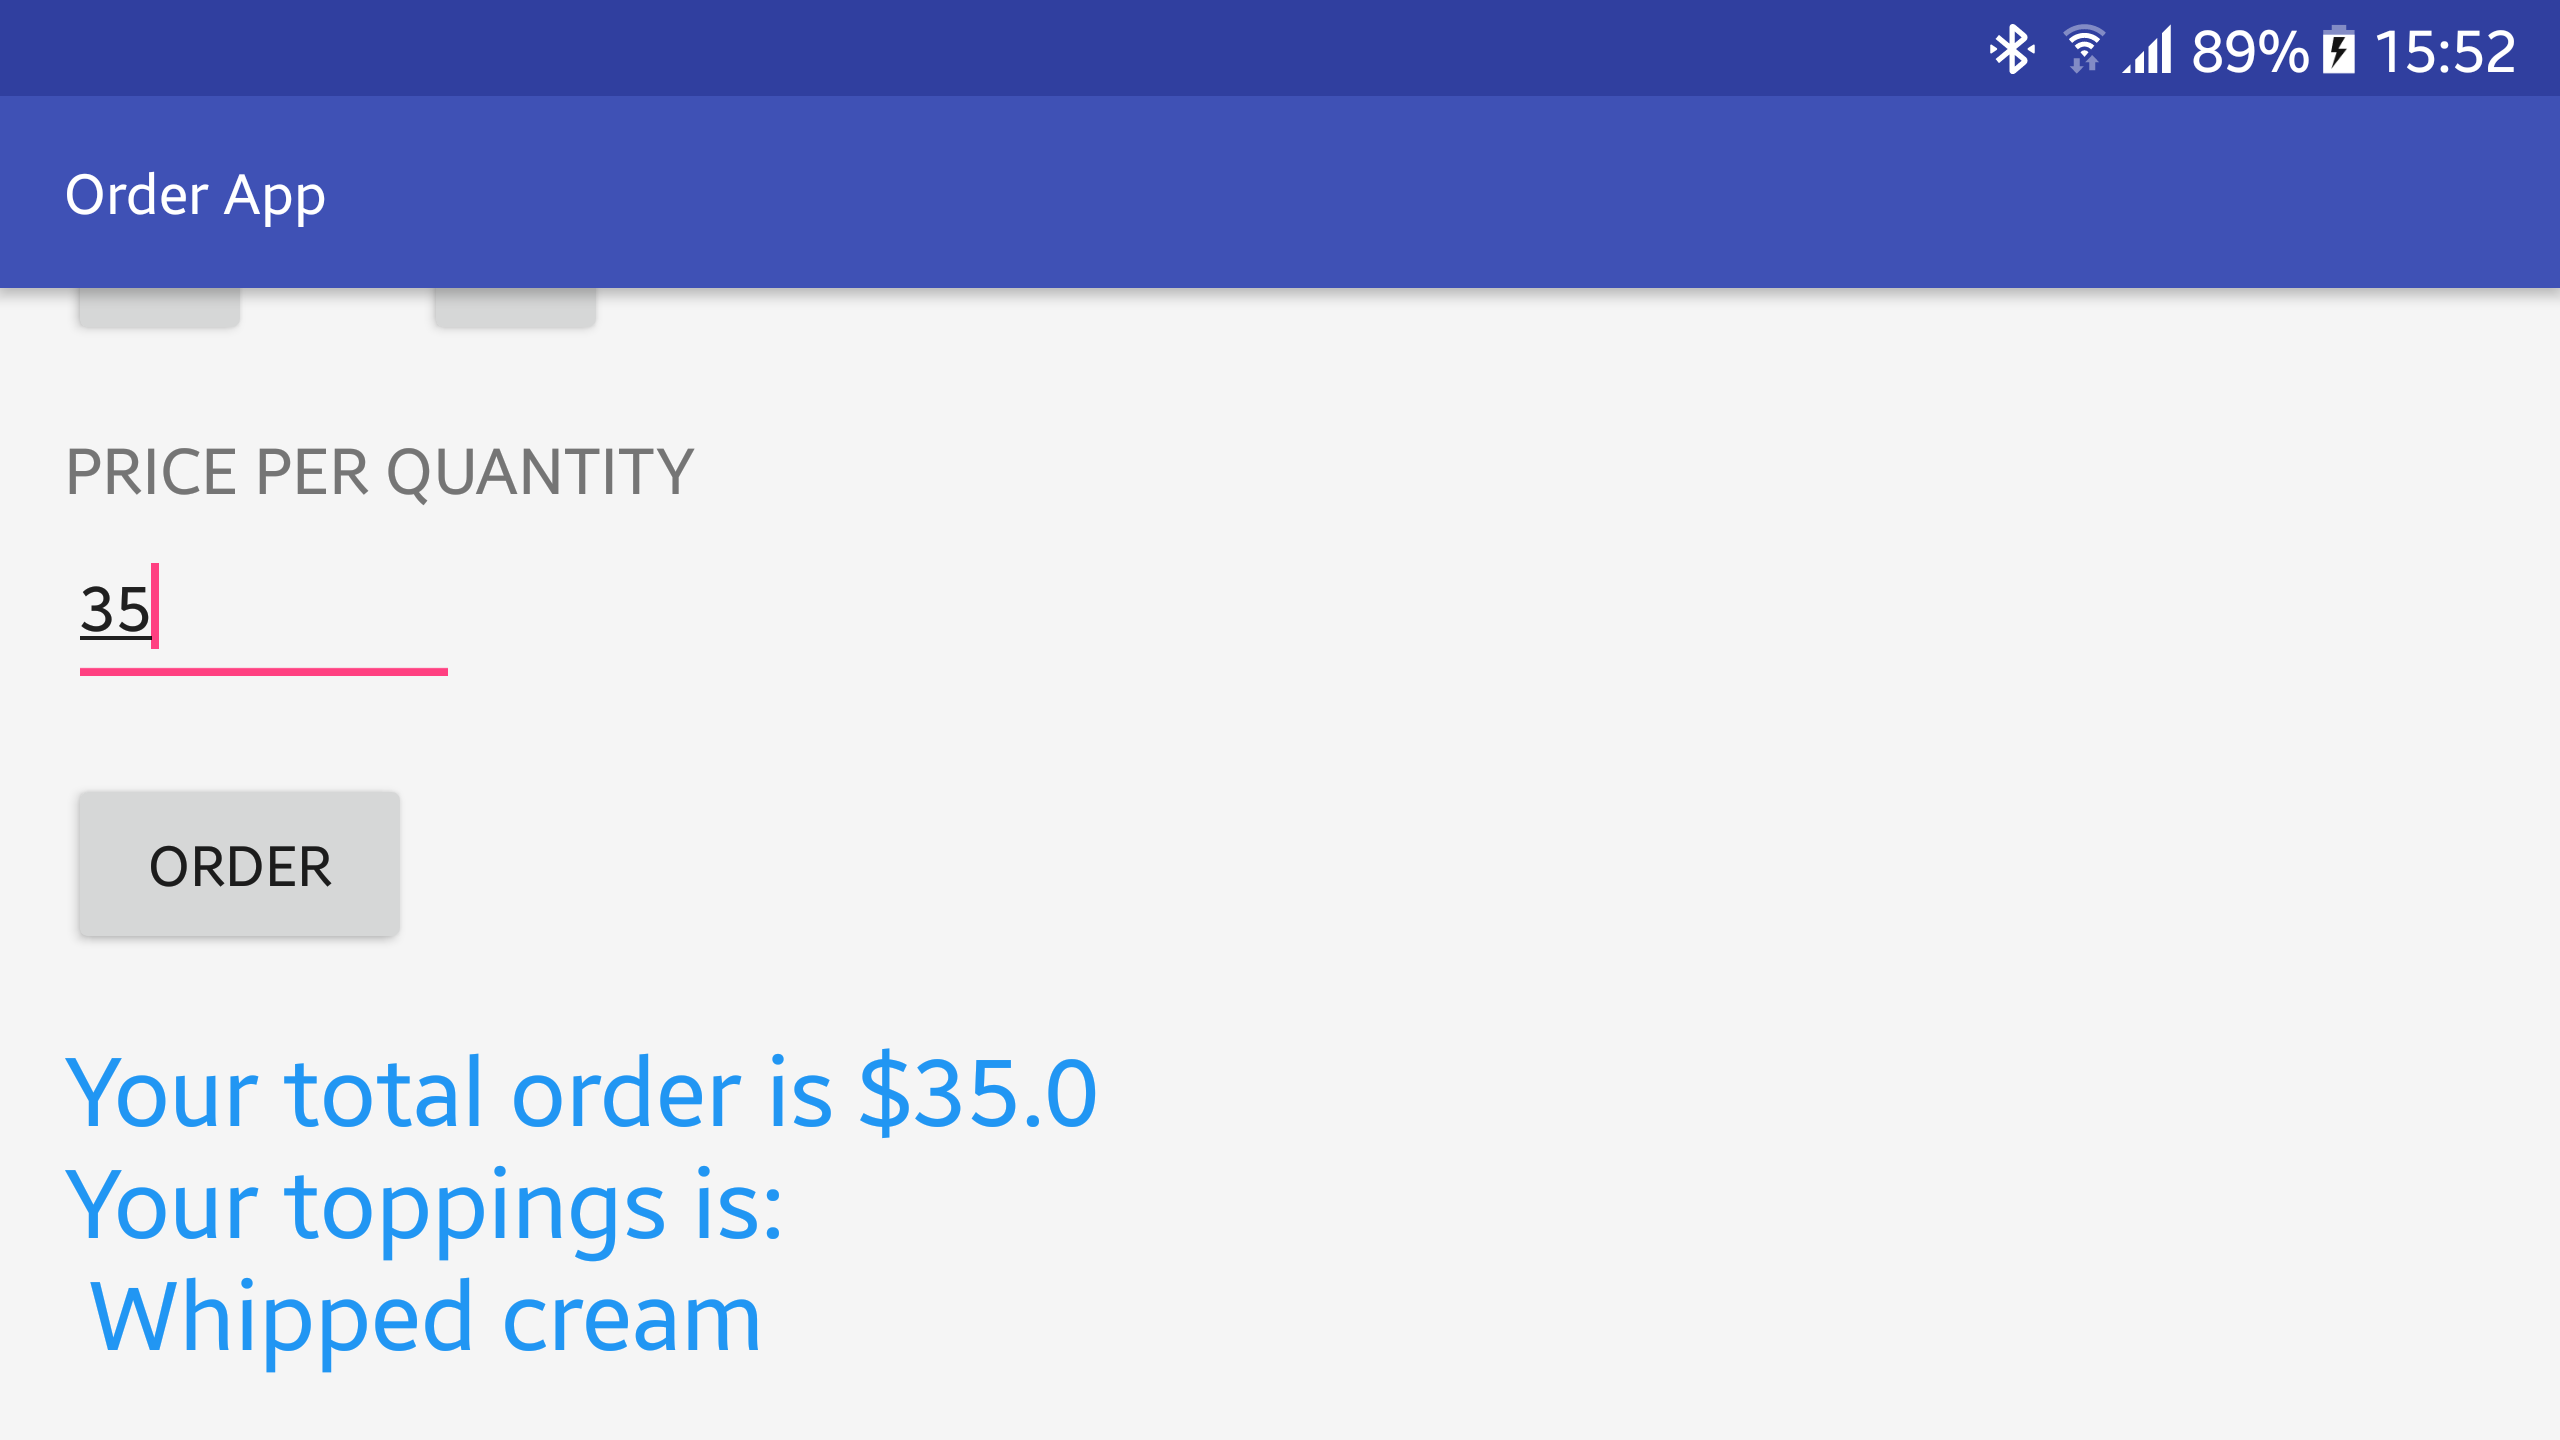 89% 15:52
Order App
PRICE PER QUANTITY
35
ORDER
Your total order is $35.0
Your toppings is:
Whipped cream